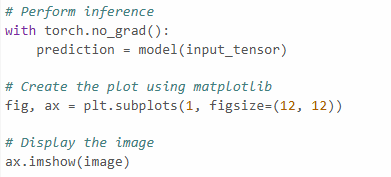 # Perform inference
with torch.no_grad():
    prediction = model(input_tensor)
# Create the plot using matplotlib
fig, ax = plt.subplots(1, figsize=(12, 12))
# Display the image
ax.imshow(image)